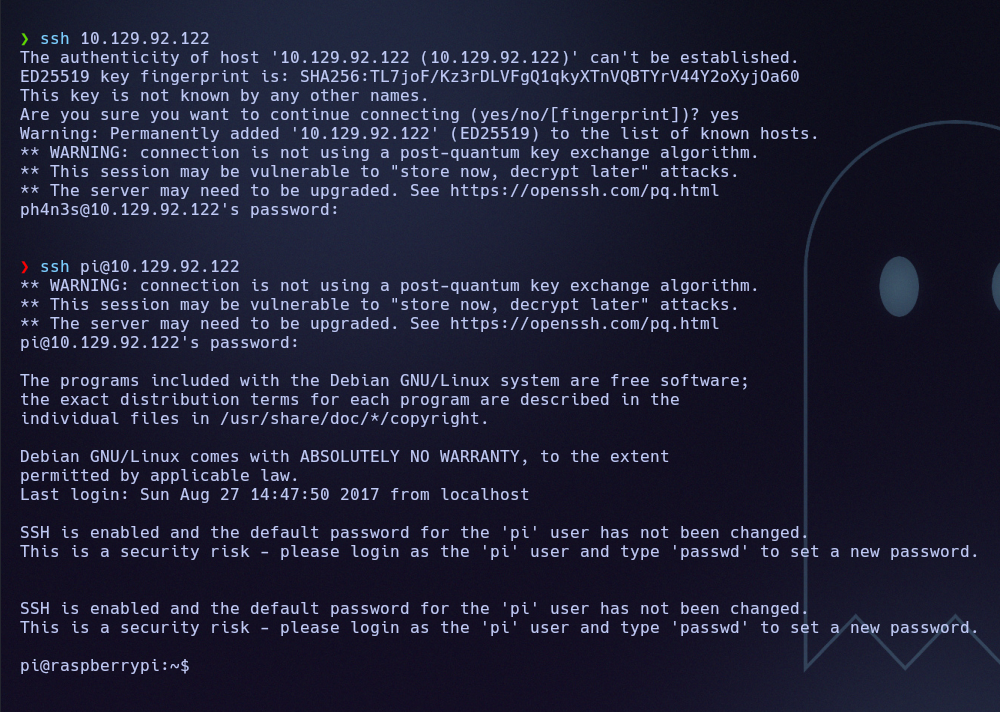 ❯ ssh 10.129.92.122
The authenticity of host '10.129.92.122 (10.129.92.122)' can't be established.
ED25519 key fingerprint is: SHA256:TL7joF/Kz3rDLVFgQ1qkyXTnVQBTYrV44Y2oXyjOa60
This key is not known by any other names.
Are you sure you want to continue connecting (yes/no/[fingerprint])? yes
Warning: Permanently added '10.129.92.122' (ED25519) to the list of known hosts.
** WARNING: connection is not using a post-quantum key exchange algorithm.
** This session may be vulnerable to "store now, decrypt later" attacks.
** The server may need to be upgraded. See https://openssh.com/pq.html
ph4n3s@10.129.92.122's password:
❯ ssh pi@10.129.92.122
** WARNING: connection is not using a post-quantum key exchange algorithm.
** This session may be vulnerable to "store now, decrypt later" attacks.
** The server may need to be upgraded. See https://openssh.com/pq.html
pi@10.129.92.122's password:
The programs included with the Debian GNU/Linux system are free software;
the exact distribution terms for each program are described in the
individual files in /usr/share/doc/*/copyright.
Debian GNU/Linux comes with ABSOLUTELY NO WARRANTY, to the extent
permitted by applicable law.
Last login: Sun Aug 27 14:47:50 2017 from localhost
SSH is enabled and the default password for the 'pi' user has not been changed.
This is a security risk - please login as the 'pi' user and type 'passwd' to set a new password.
SSH is enabled and the default password for the 'pi' user has not been changed.
This is a security risk - please login as the 'pi' user and type 'passwd' to set a new password.
pi@raspberrypi:~$